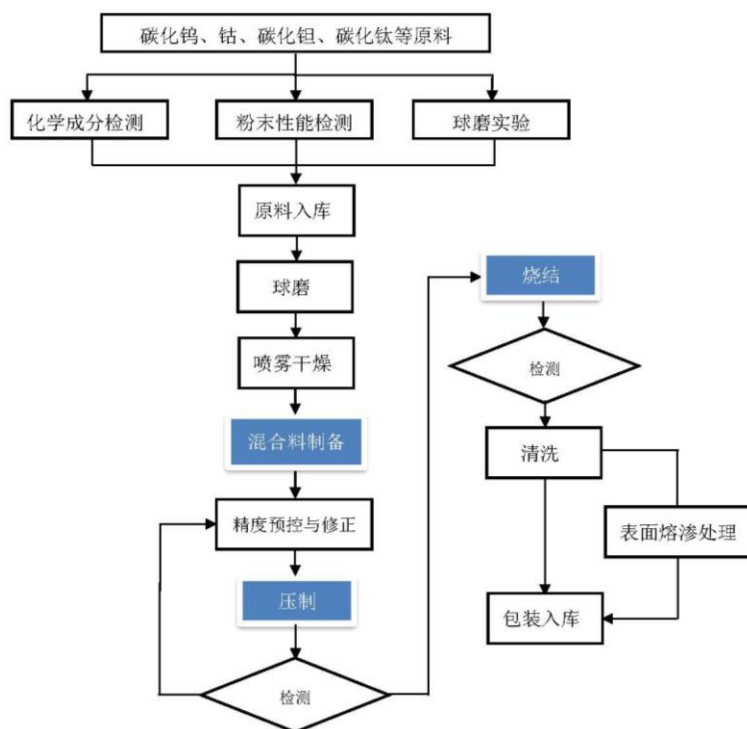 碳化钨、钴、碳化钽、碳化钛等原料
化学成分检测
粉末性能检测
球磨实验
原料入库
球磨
喷雾干燥
混合料制备
精度预控与修正
压制
检测
烧结
检测
清洗
表面熔渗处理
包装入库